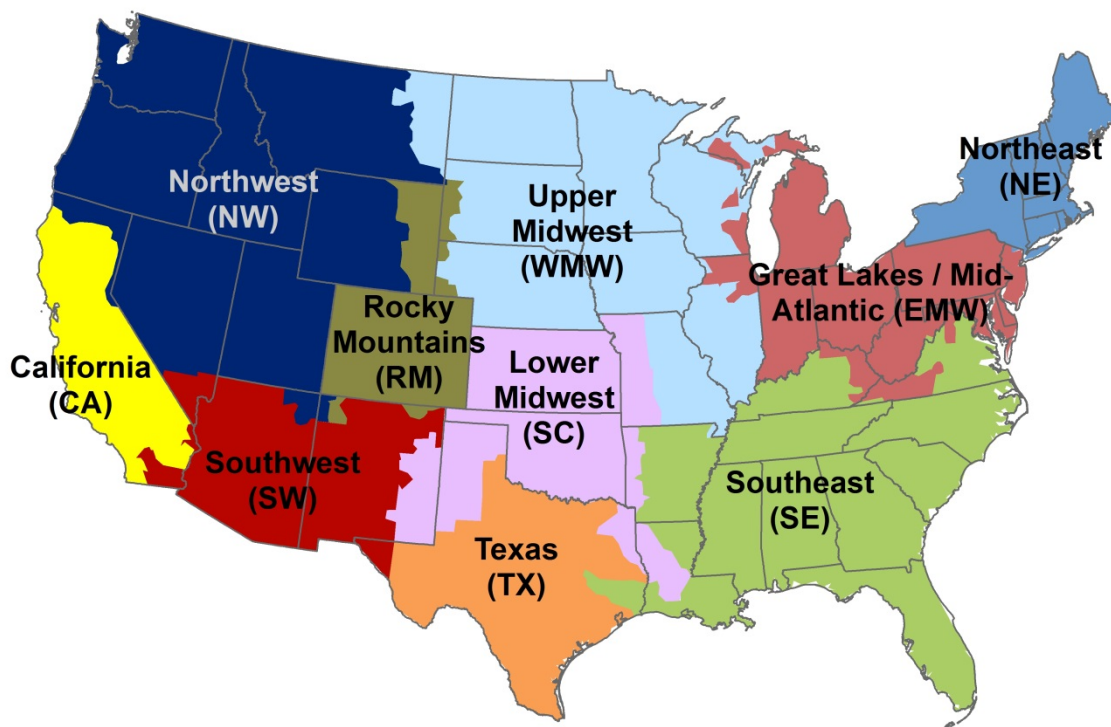 Northwest
(NW)
Upper
Midwest
(WMW)
Northeast
(NE)
Great Lakes / Mid-
Atlantic (EMW)
Rocky
Mountains
(RM)
California
(CA)
Lower
Midwest
(SC)
Southwest
(SW)
Southeast
(SE)
Texas
(TX)